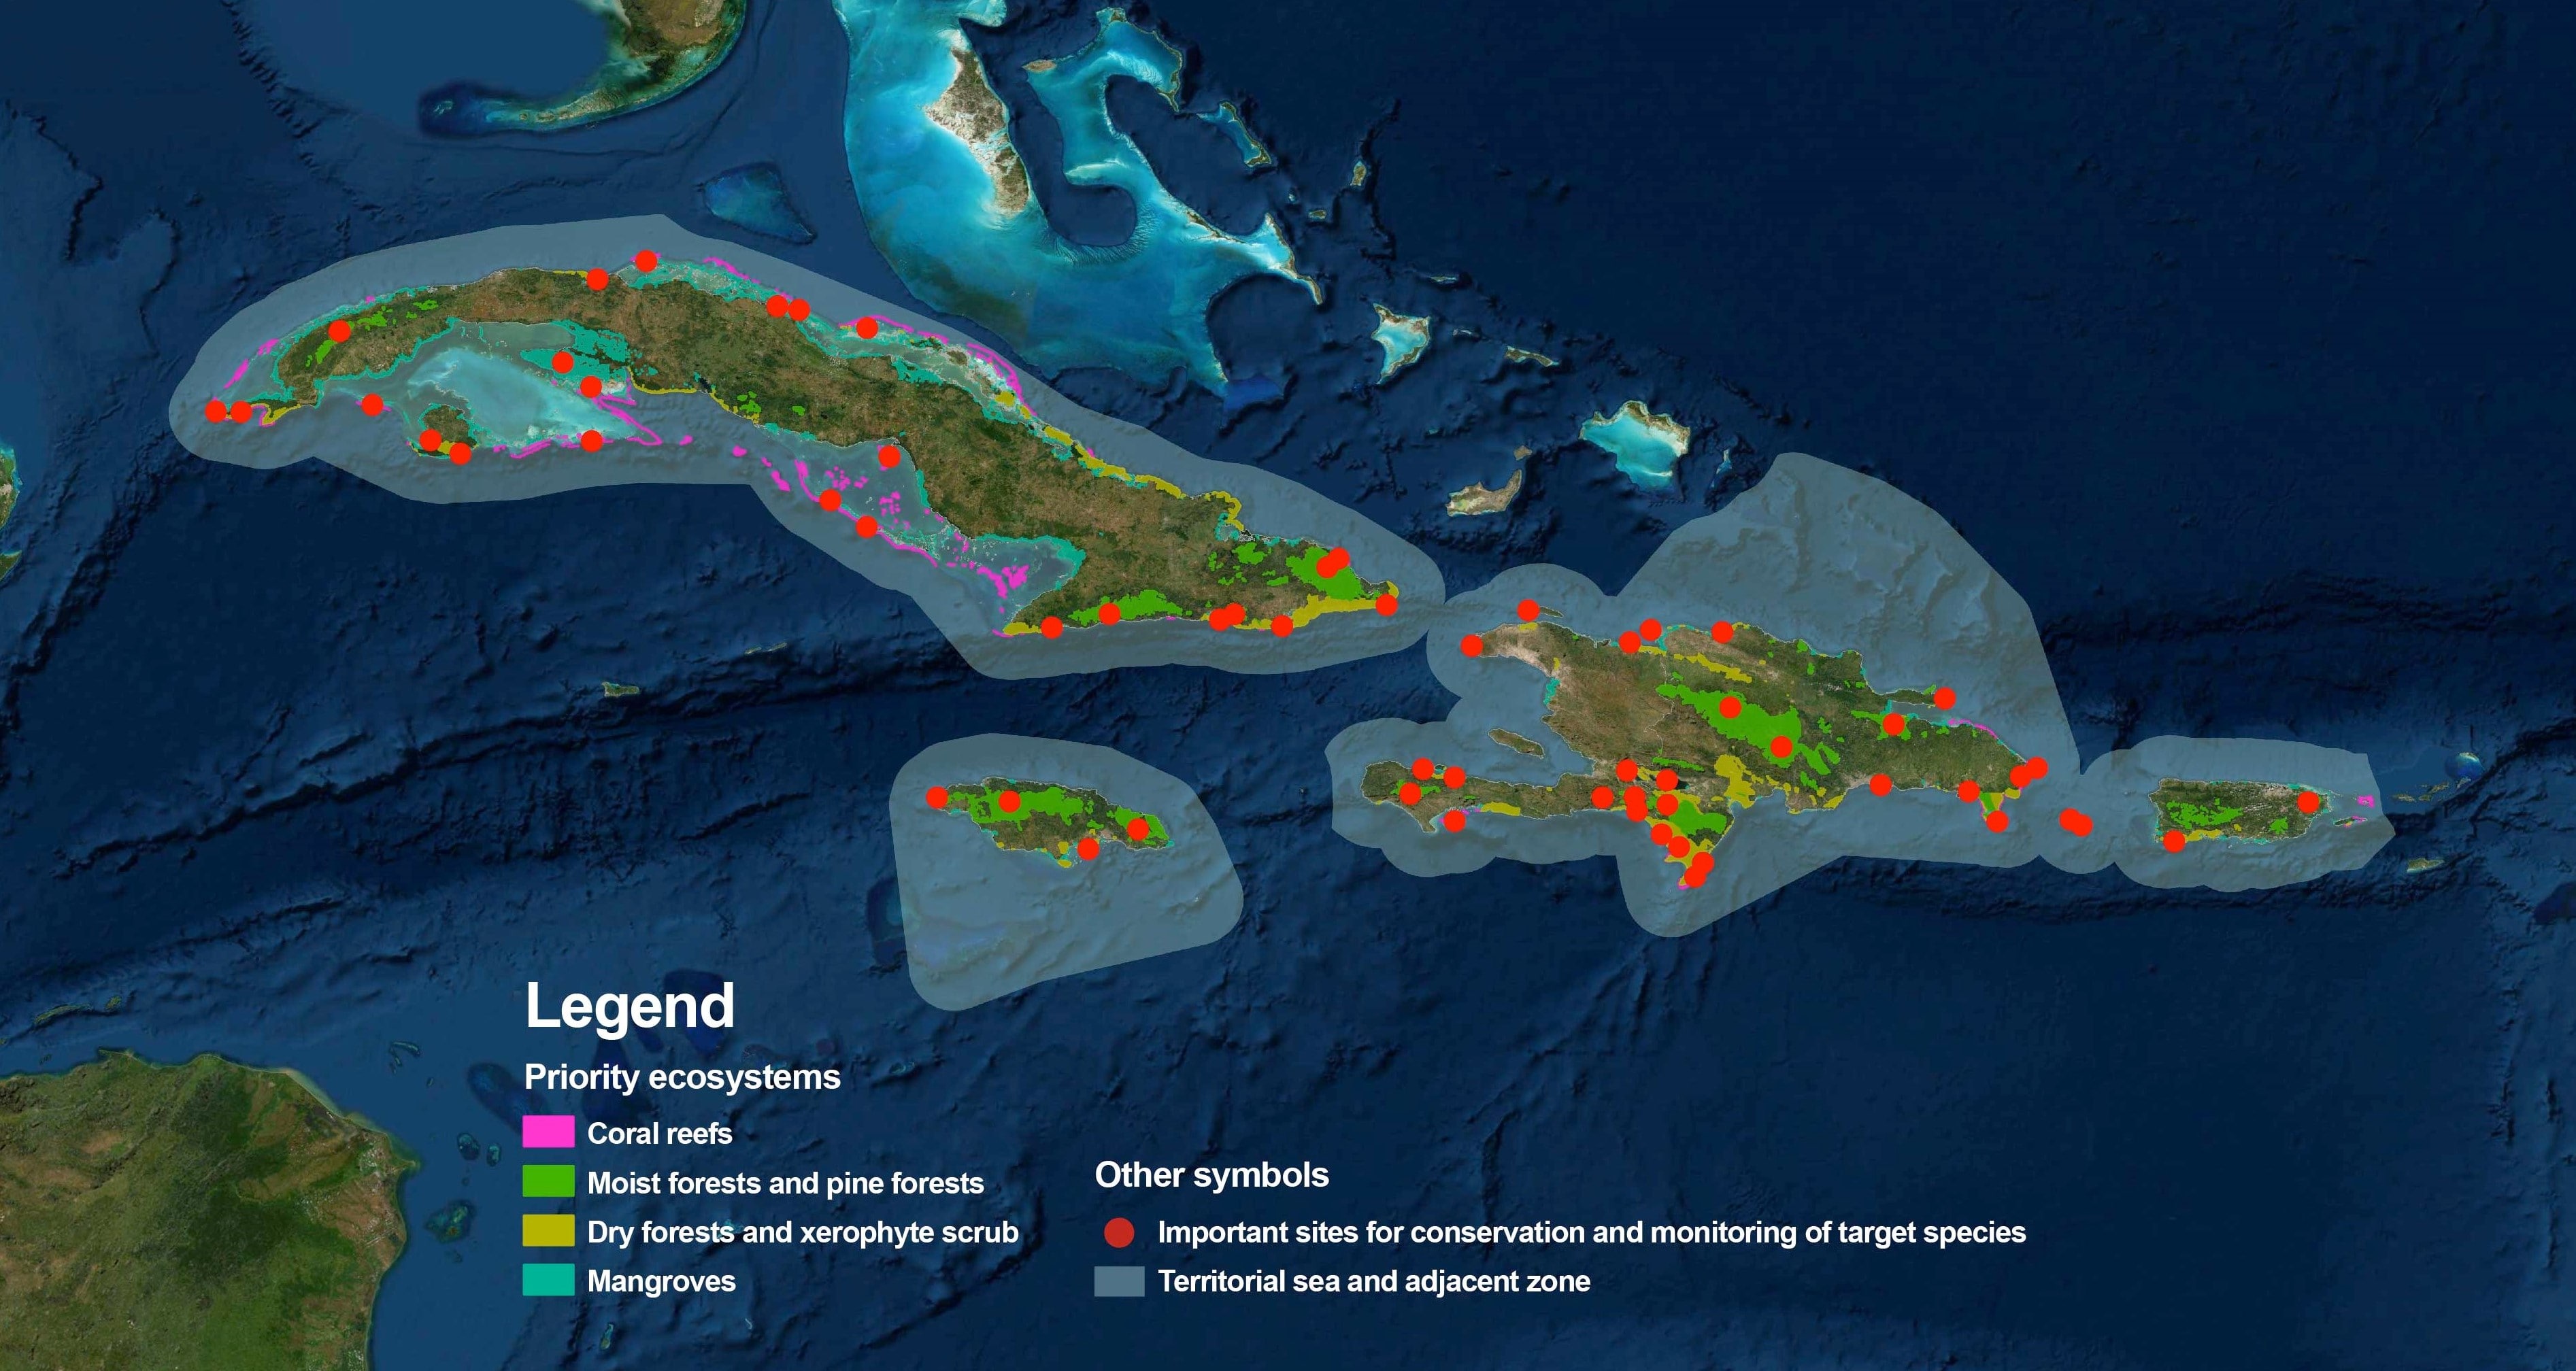 Legend
Priority ecosystems
Coral reefs
Moist forests and pine forests
Dry forests and xerophyte scrub
Mangroves
Other symbols
Important sites for conservation and monitoring of target species
Territorial sea and adjacent zone